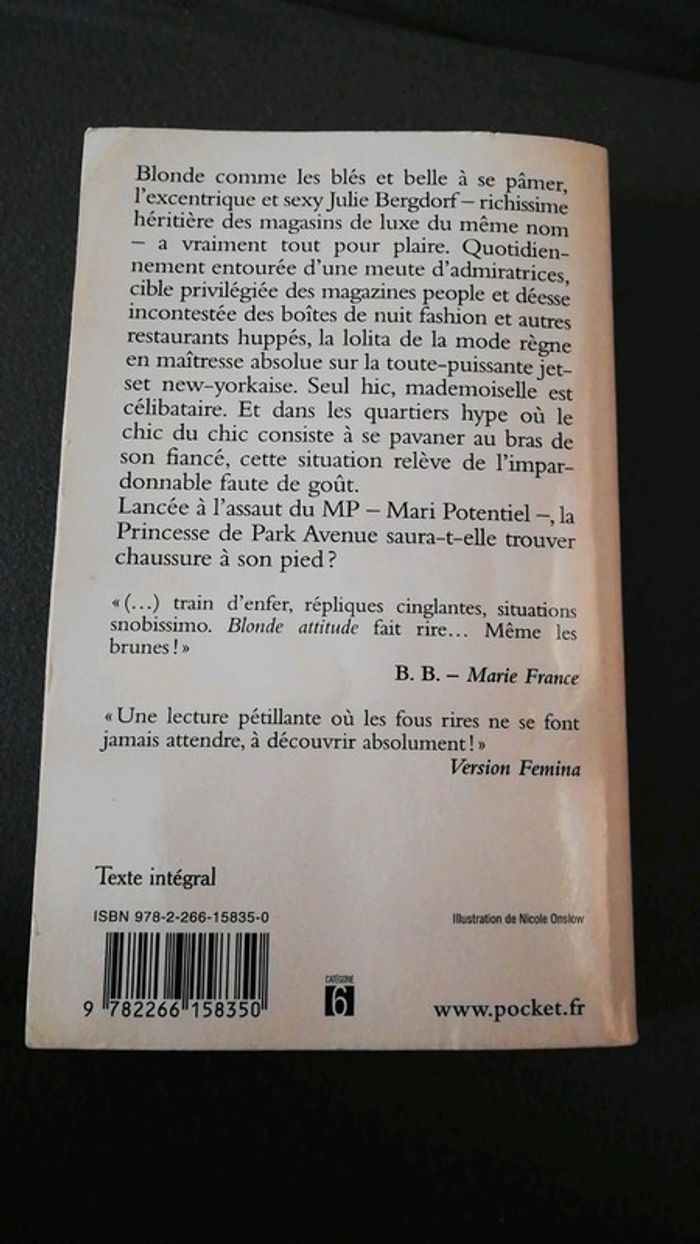 Blonde comme les blés et belle à se pâmer,
l'excentrique et sexy Julie Bergdorf – richissime
héritière des magasins de luxe du même nom
– a vraiment tout pour plaire. Quotidien-
nement entourée d'une meute d'admiratrices,
cible privilégiée des magazines people et déesse
incontestée des boîtes de nuit fashion et autres
restaurants huppés, la lolita de la mode règne
en maîtresse absolue sur la toute-puissante jet-
set new-yorkaise. Seul hic, mademoiselle est
célibataire. Et dans les quartiers hype où le
chic du chic consiste à se pavaner au bras de
son fiancé, cette situation relève de l'impar-
donnable faute de goût.
Lancée à l'assaut du MP – Mari Potentiel –, la
Princesse de Park Avenue saura-t-elle trouver
chaussure à son pied ?
« (...) train d'enfer, répliques cinglantes, situations
snobissimo. Blonde attitude fait rire... Même les
brunes ! »
B. B. – Marie France
« Une lecture pétillante où les fous rires ne se font
jamais attendre, à découvrir absolument ! »
Version Femina
Texte intégral
ISBN 978-2-266-15835-0
Illustration de Nicole Onslow
CATÉGORIE
6
9 782266 158350
www.pocket.fr